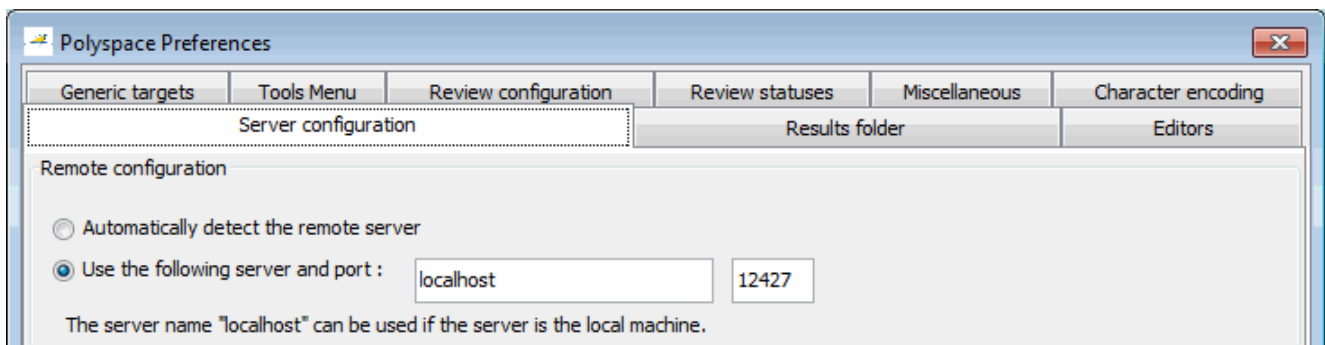 Polyspace Preferences
Generic targets Tools Menu Review configuration Review statuses Miscellaneous Character encoding
Server configuration Results folder Editors
Remote configuration
Automatically detect the remote server
Use the following server and port : localhost 12427
The server name "localhost" can be used if the server is the local machine.